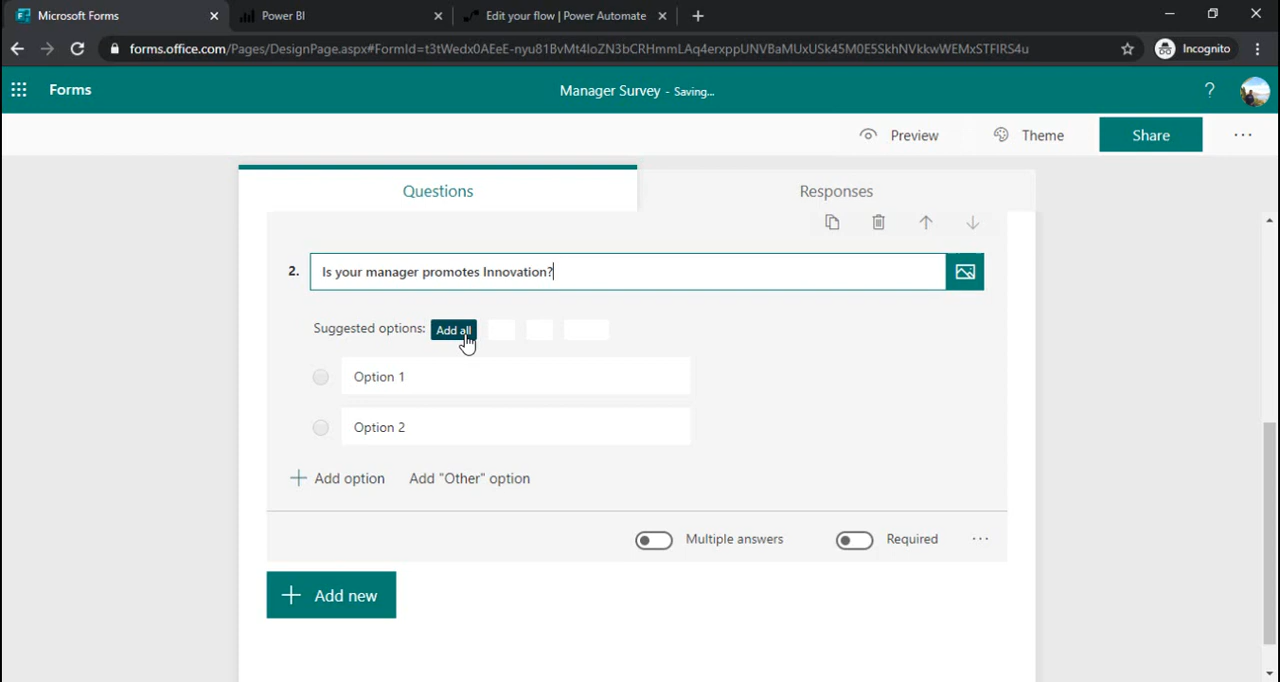 Microsoft Forms
Power BI
Edit your flow | Power Automate
forms.office.com/Pages/DesignPage.aspx#FormId=t3tWedx0AEeE-nyu81BvMt4loZN3bCRHmmLAq4erxppUNVBaMUxUSk45M0E5SkhNVkkwWEMxSTFIRS4u
Incognito
Forms
Manager Survey - Saving...
?
Preview
Theme
Share
Questions
Responses
2.
Is your manager promotes Innovation?
Suggested options: Add all
Option 1
Option 2
Add option
Add "Other" option
Multiple answers
Required
Add new